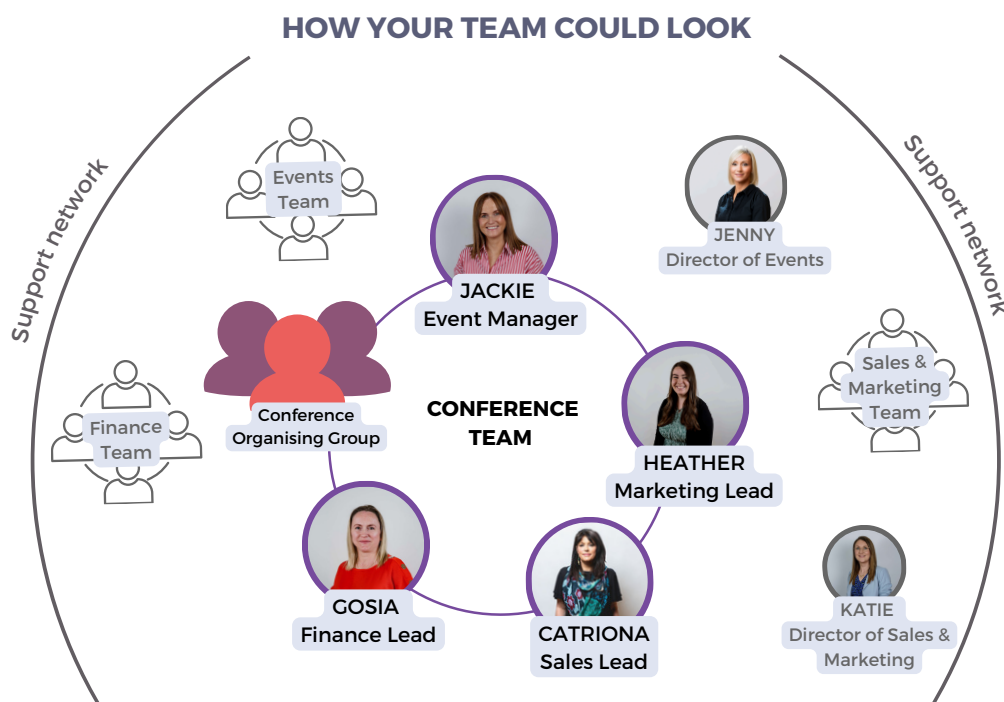 HOW YOUR TEAM COULD LOOK
Support network
Support network
Events
Team
JENNY
Director of Events
JACKIE
Event Manager
Sales &
Marketing
Team
Conference
Organising Group
CONFERENCE
TEAM
Finance
Team
HEATHER
Marketing Lead
GOSIA
Finance Lead
CATRIONA
Sales Lead
KATIE
Director of Sales &
Marketing